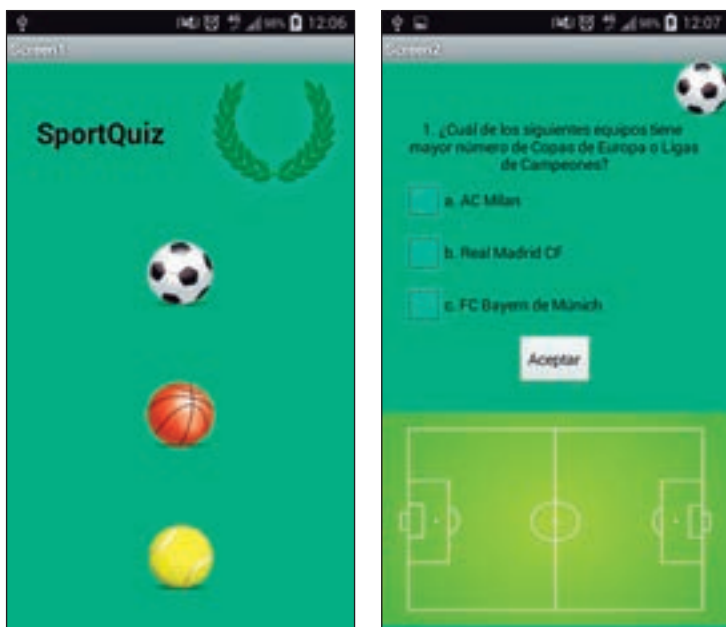 12:06
Screen1
SportQuiz
98% 12:07
Screen2
1. ¿Cuál de los siguientes equipos tiene
mayor número de Copas de Europa o Ligas
de Campeones?
a. AC Milan
b. Real Madrid CF
c. FC Bayern de Múnich
Aceptar